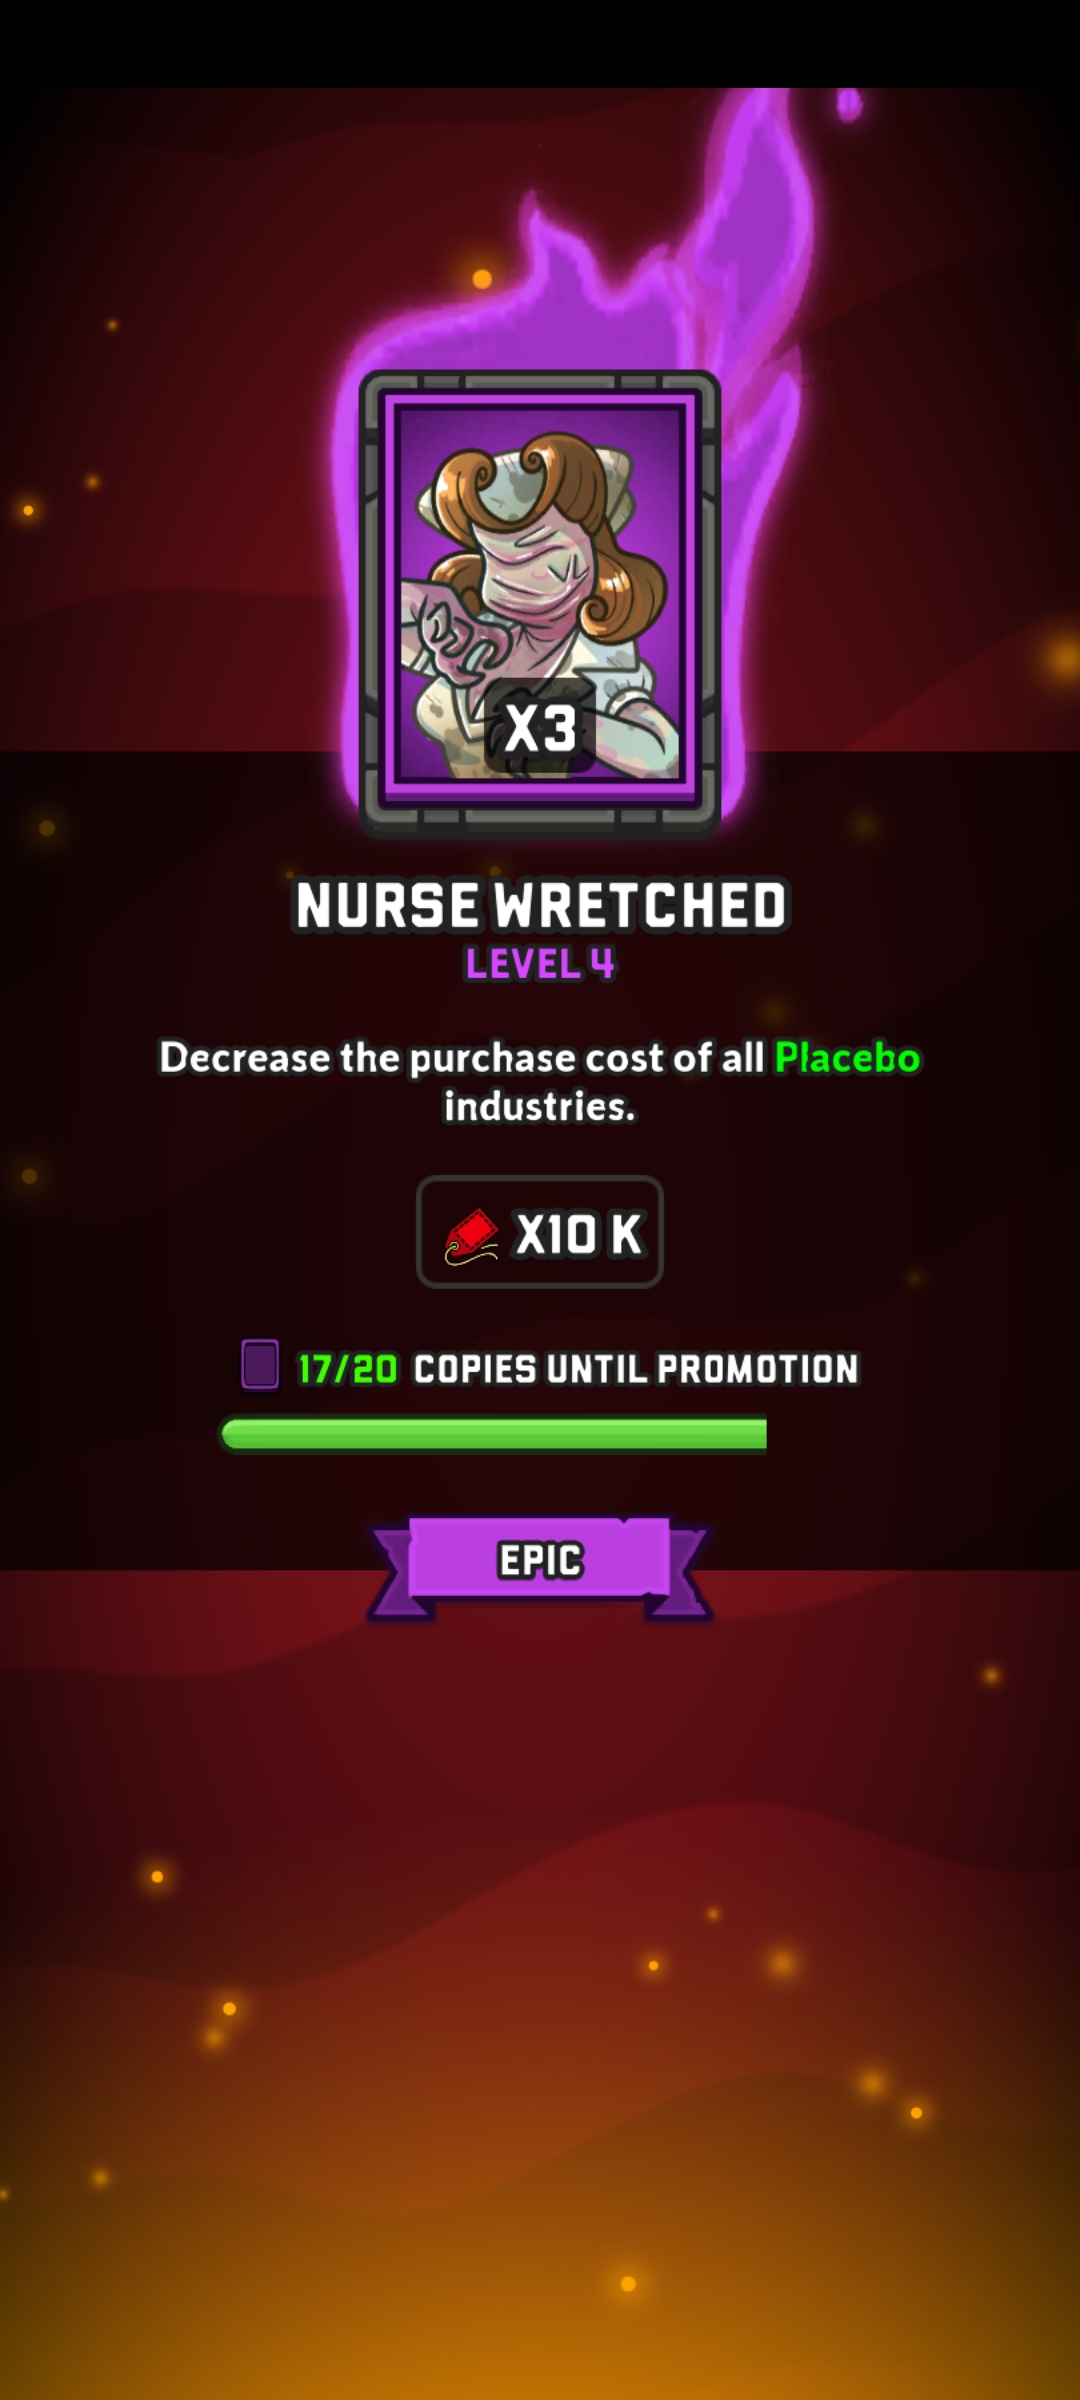 X3
NURSE WRETCHED
LEVEL 4
Decrease the purchase cost of all Placebo
industries.
X10 K
17/20 COPIES UNTIL PROMOTION
EPIC